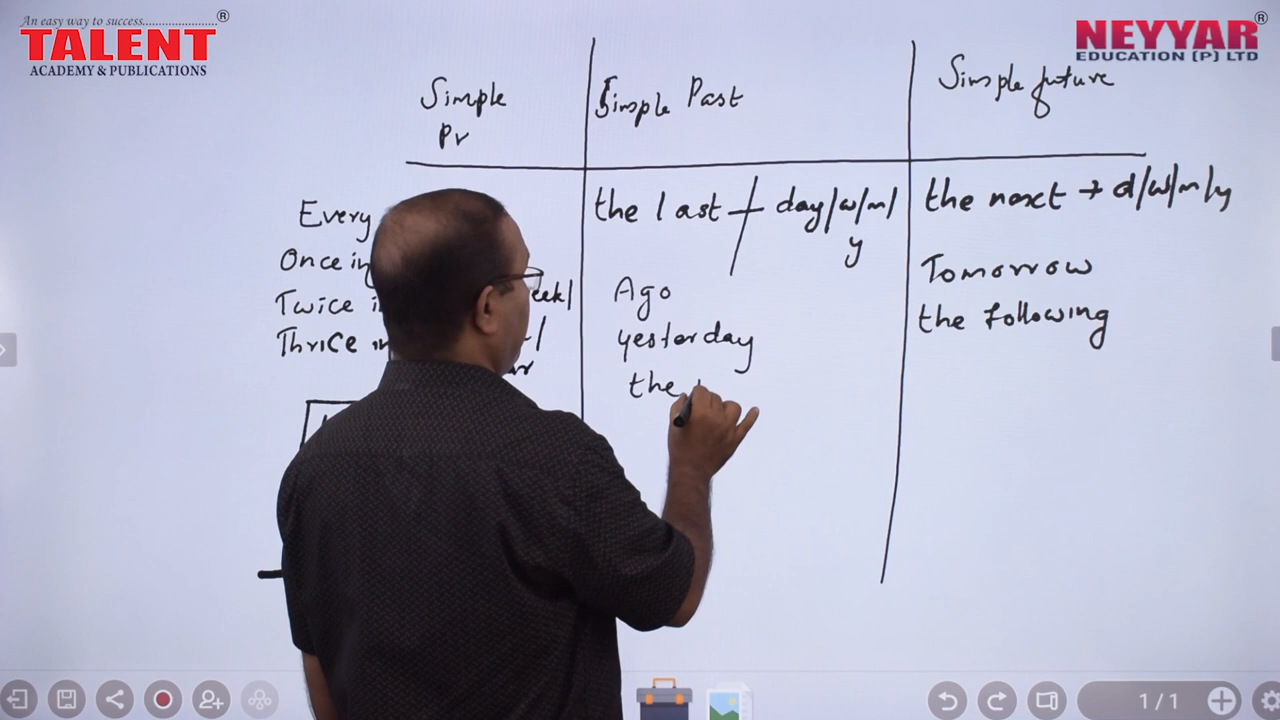 An easy way to success......................
TALENT
ACADEMY & PUBLICATIONS
NEYYAR
EDUCATION (P) LTD
Simple
Pr
Simple Past
Simple future
Every
Once in
Twice in
Thrice in
the last + day/w/m/
y
Ago
yesterday
the
the next → d/w/m/y
Tomorrow
the following
1/1